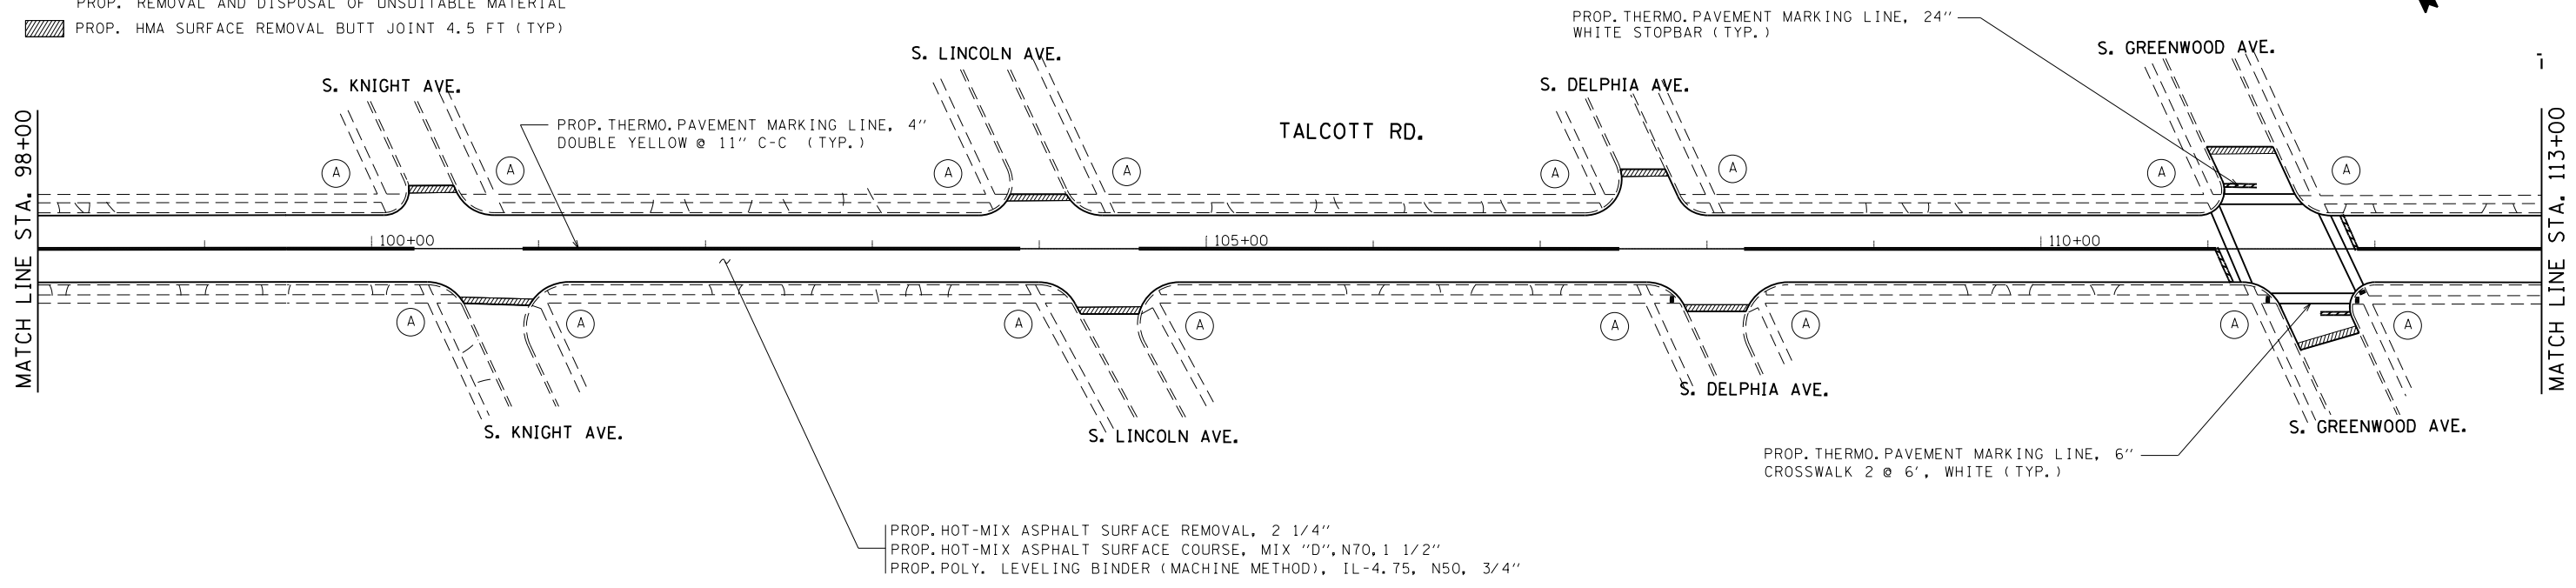 PROP. REMOVAL AND DISPOSAL OF UNSUITABLE MATERIAL
PROP. HMA SURFACE REMOVAL BUTT JOINT 4.5 FT (TYP)
PROP. THERMO. PAVEMENT MARKING LINE, 24"
WHITE STOPBAR (TYP.)
S. KNIGHT AVE.
S. LINCOLN AVE.
S. DELPHIA AVE.
S. GREENWOOD AVE.
PROP. THERMO. PAVEMENT MARKING LINE, 4"
DOUBLE YELLOW @ 11" C-C (TYP.)
TALCOTT RD.
MATCH LINE STA. 98+00
MATCH LINE STA. 113+00
A
A
A
A
A
A
A
A
100+00
105+00
110+00
A
A
A
A
A
A
A
A
S. KNIGHT AVE.
S. LINCOLN AVE.
S. DELPHIA AVE.
S. GREENWOOD AVE.
PROP. THERMO. PAVEMENT MARKING LINE, 6"
CROSSWALK 2 @ 6', WHITE (TYP.)
PROP. HOT-MIX ASPHALT SURFACE REMOVAL, 2 1/4"
PROP. HOT-MIX ASPHALT SURFACE COURSE, MIX "D", N70, 1 1/2"
PROP. POLY. LEVELING BINDER (MACHINE METHOD), IL-4.75, N50, 3/4"